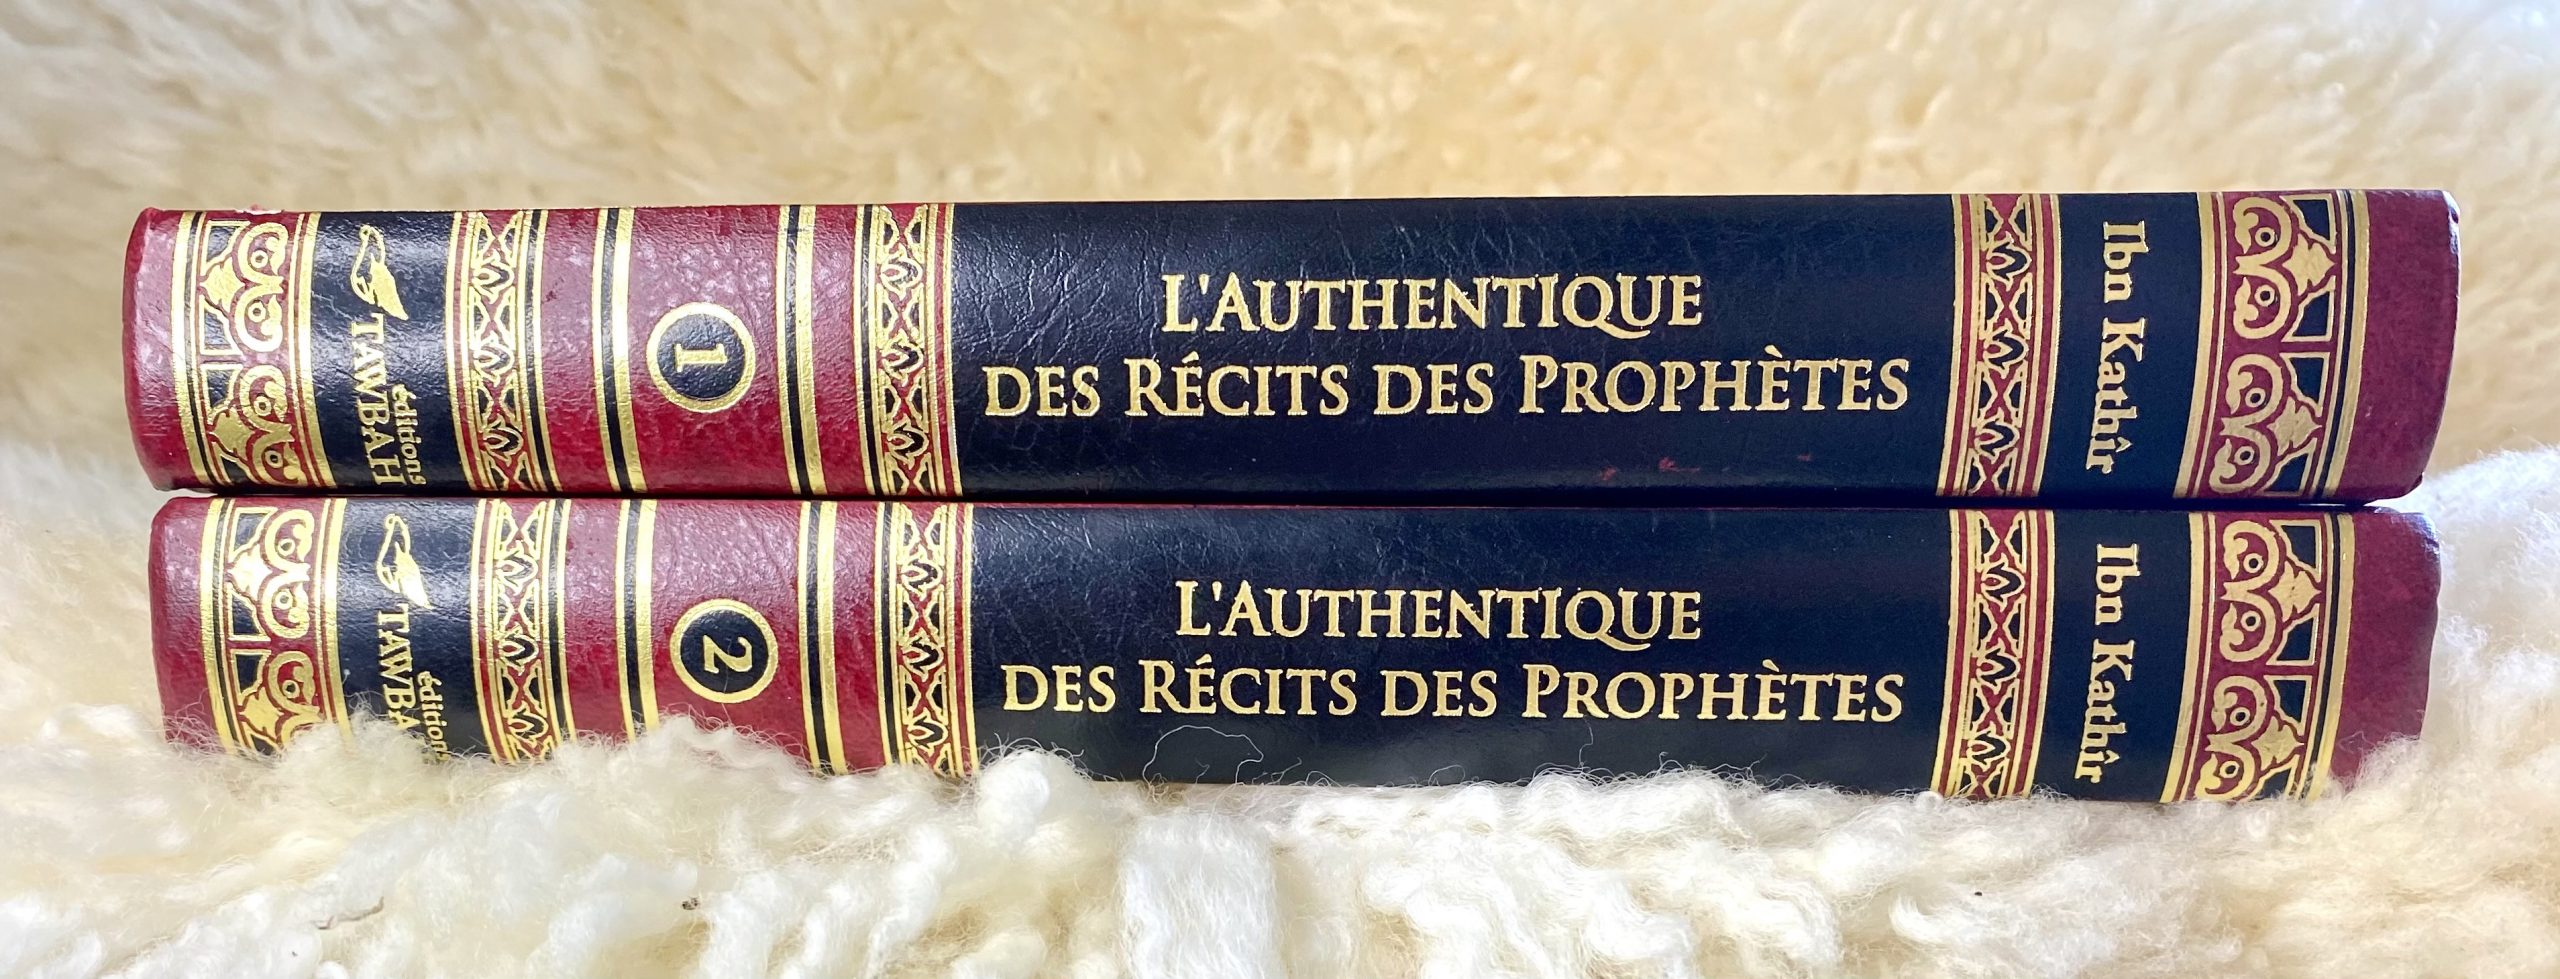 Ibn Kathîr
L'AUTHENTIQUE
DES RÉCITS DES PROPHÈTES
1
éditions
TAWBAH
Ibn Kathîr
L'AUTHENTIQUE
DES RÉCITS DES PROPHÈTES
2
éditions
TAWBA